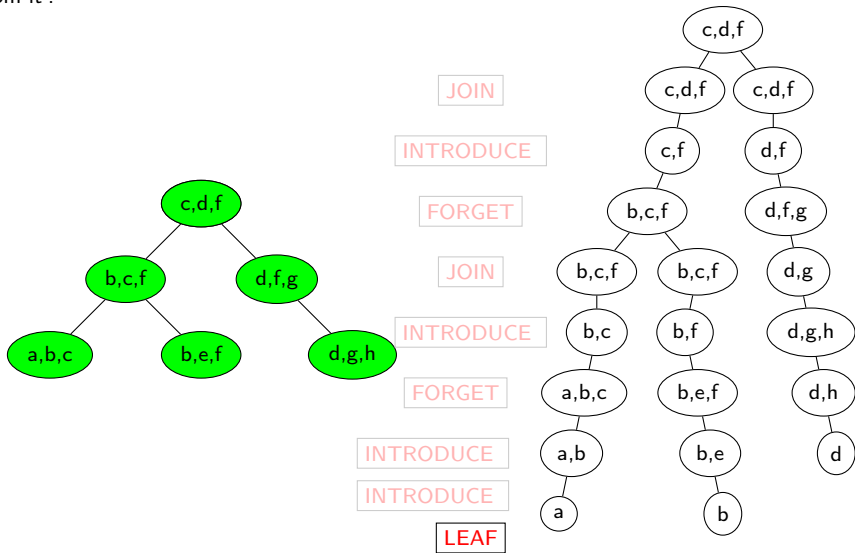 c,d,f
JOIN
c,d,f
c,d,f
INTRODUCE
c,f
d,f
c,d,f
FORGET
b,c,f
d,f,g
b,c,f
d,f,g
JOIN
b,c,f
b,c,f
d,g
a,b,c
b,e,f
d,g,h
INTRODUCE
b,c
b,f
d,g,h
FORGET
a,b,c
b,e,f
d,h
INTRODUCE
a,b
b,e
d
INTRODUCE
a
b
LEAF